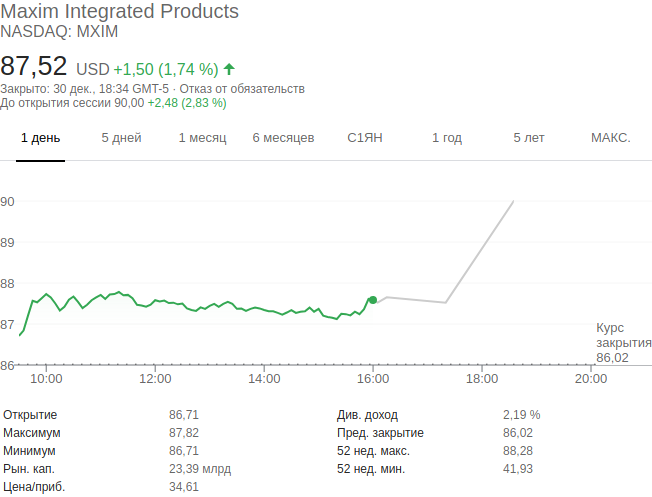 Maxim Integrated Products
NASDAQ: MXIM
87,52 USD +1,50 (1,74 %)
Закрыто: 30 дек., 18:34 GMT-5 · Отказ от обязательств
До открытия сессии 90,00 +2,48 (2,83 %)
1 день 5 дней 1 месяц 6 месяцев С1ЯН 1 год 5 лет МАКС.
90
89
88
87
86
Курс
закрытия
86,02
10:00 12:00 14:00 16:00 18:00 20:00
Открытие 86,71 Див. доход 2,19 %
Максимум 87,82 Пред. закрытие 86,02
Минимум 86,71 52 нед. макс. 88,28
Рын. кап. 23,39 млрд 52 нед. мин. 41,93
Цена/приб. 34,61